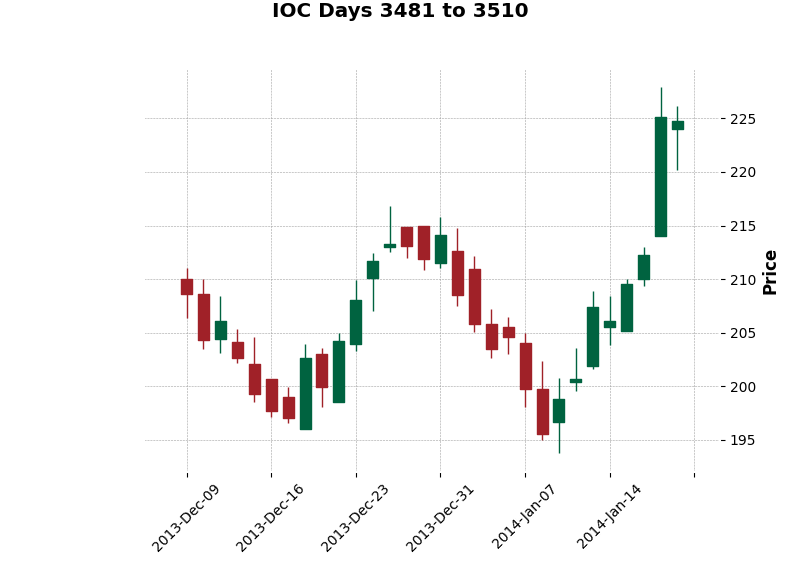 IOC Days 3481 to 3510
225
220
215
210
205
200
195
Price
2013-Dec-09
2013-Dec-16
2013-Dec-23
2013-Dec-31
2014-Jan-07
2014-Jan-14